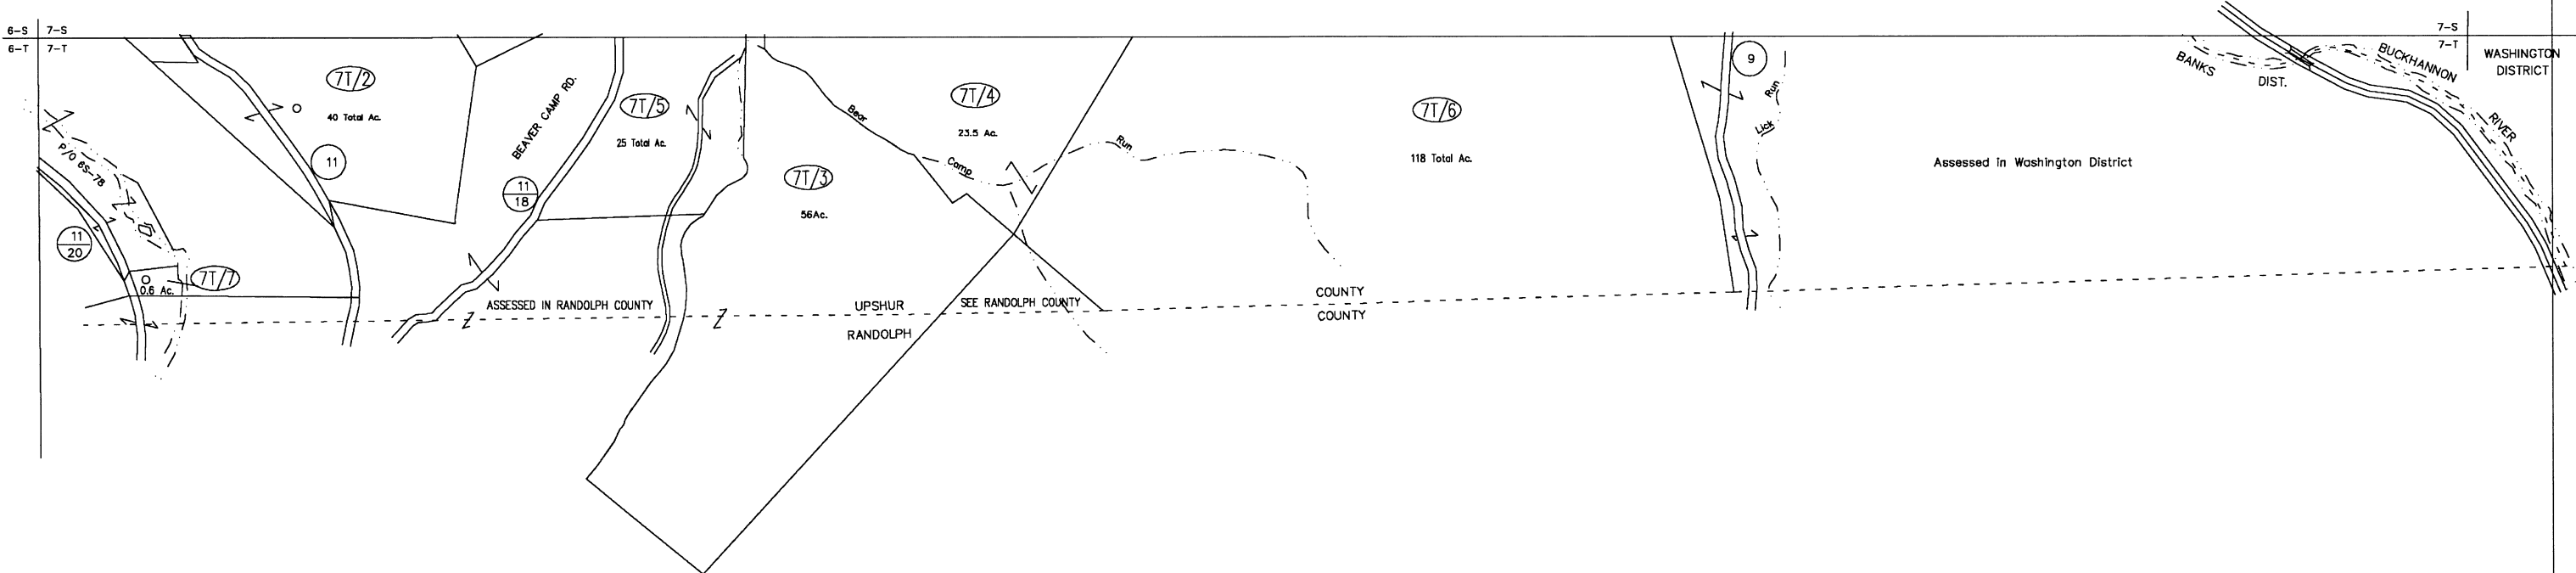 6-S 7-S
6-T 7-T
7T/2
40 Total Ac.
11
P/O 6S-78
11
20
7T/7
0.6 Ac.
BEAVER CAMP RD.
11
18
7T/5
25 Total Ac.
ASSESSED IN RANDOLPH COUNTY
7T/3
56Ac.
Bear
Camp
Run
7T/4
23.5 Ac.
UPSHUR
RANDOLPH
SEE RANDOLPH COUNTY
7T/6
118 Total Ac.
COUNTY
COUNTY
9
Lick
Run
Assessed in Washington District
BANKS
DIST.
BUCKHANNON
RIVER
7-S
7-T
WASHINGTON
DISTRICT